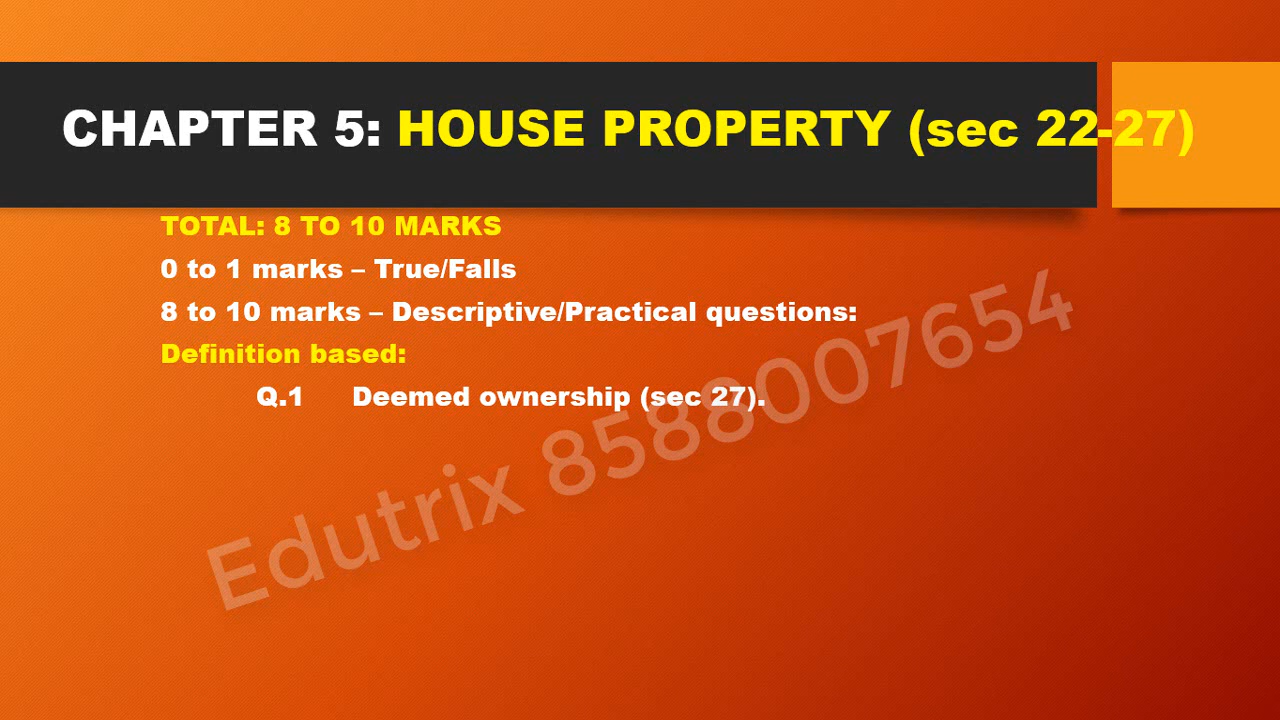 CHAPTER 5: HOUSE PROPERTY (sec 22-27)
TOTAL: 8 TO 10 MARKS
0 to 1 marks – True/Falls
8 to 10 marks – Descriptive/Practical questions:
Definition based:
Q.1 Deemed ownership (sec 27).
Edutrix 8588007654